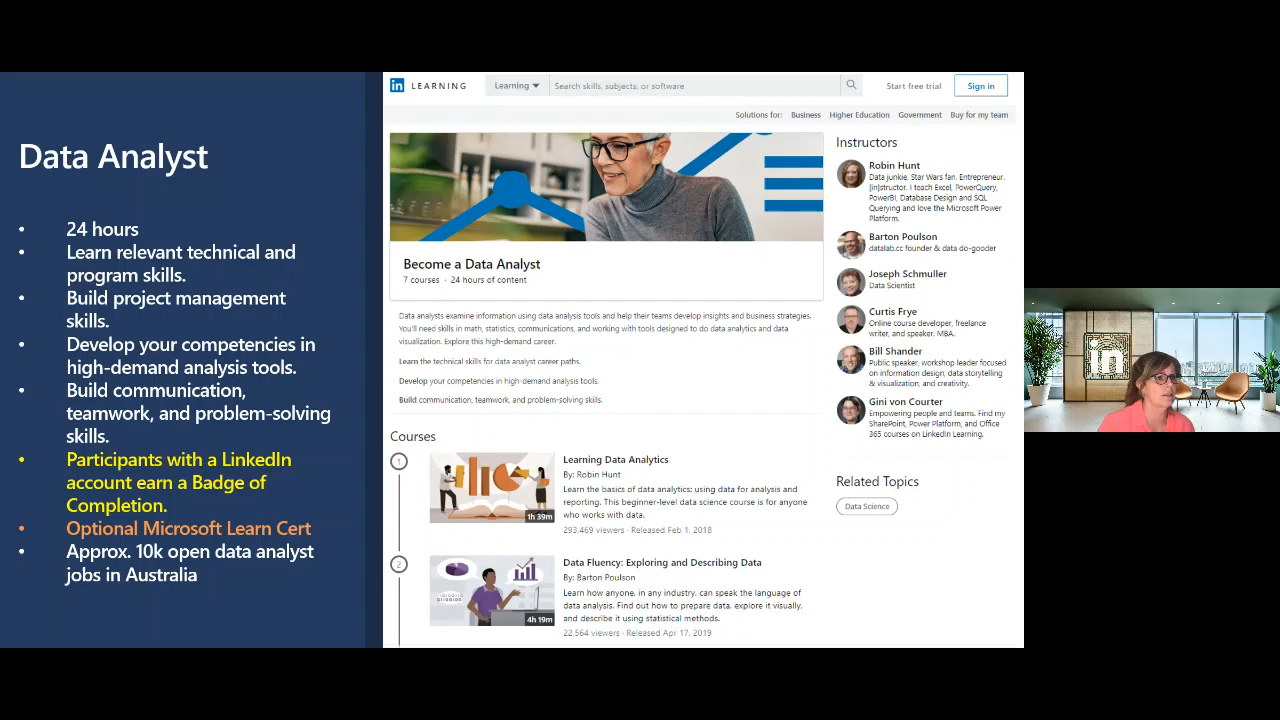 Data Analyst
• 24 hours
• Learn relevant technical and
program skills.
• Build project management
skills.
• Develop your competencies in
high-demand analysis tools.
• Build communication,
teamwork, and problem-solving
skills.
• Participants with a LinkedIn
account earn a Badge of
Completion.
• Optional Microsoft Learn Cert
• Approx. 10k open data analyst
jobs in Australia
in LEARNING
Learning
Search skills, subjects, or software
Start free trial
Sign in
Solutions for: Business Higher Education Government Buy for my team
Become a Data Analyst
7 courses · 24 hours of content
Data analysts examine information using data analysis tools and help their teams develop insights and business strategies.
You'll need skills in math, statistics, communications, and working with tools designed to do data analytics and data
visualization. Explore this high-demand career.
Learn the technical skills for data analyst career paths.
Develop your competencies in high-demand analysis tools.
Build communication, teamwork, and problem-solving skills.
Courses
1
1h 39m
Learning Data Analytics
By: Robin Hunt
Learn the basics of data analytics: using data for analysis and
reporting. This beginner-level data science course is for anyone
who works with data.
293,469 viewers · Released Feb 1, 2018
2
4h 19m
Data Fluency: Exploring and Describing Data
By: Barton Poulson
Learn how anyone, in any industry, can speak the language of
data analysis. Find out how to prepare data, explore it visually,
and describe it using statistical methods.
22,564 viewers · Released Apr 17, 2019
Instructors
Robin Hunt
Data junkie. Star Wars fan. Entrepreneur.
[in]structor. I teach Excel, PowerQuery,
PowerBI, Database Design and SQL
Querying and love the Microsoft Power
Platform.
Barton Poulson
datalab.cc founder & data do-gooder
Joseph Schmuller
Data Scientist
Curtis Frye
Online course developer, freelance
writer, and speaker. MBA.
Bill Shander
Public speaker, workshop leader focused
on information design, data storytelling
& visualization, and creativity.
Gini von Courter
Empowering people and teams. Find my
SharePoint, Power Platform, and Office
365 courses on LinkedIn Learning.
Related Topics
Data Science
in